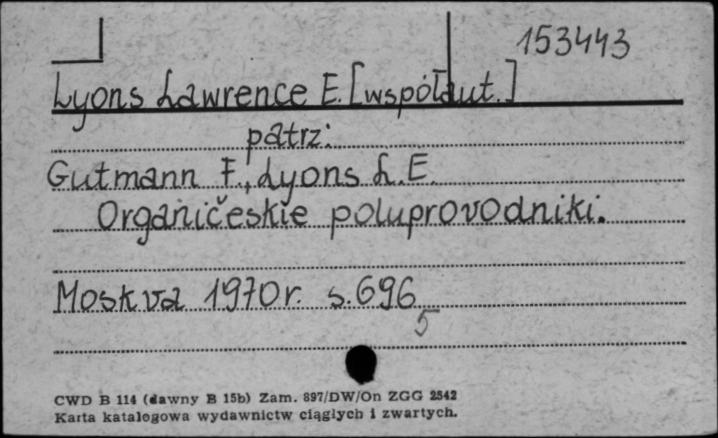 153443
Lyons Lawrence E. [współaut.]
patrz:
Gutmann F., Lyons L.E.
Organičeskie poluprovodniki.
Moskva 1970r. s.696
5
CWD B 114 (dawny B 15b) Zam. 897/DW/On ZGG 2542
Karta katalogowa wydawnictw ciągłych i zwartych.